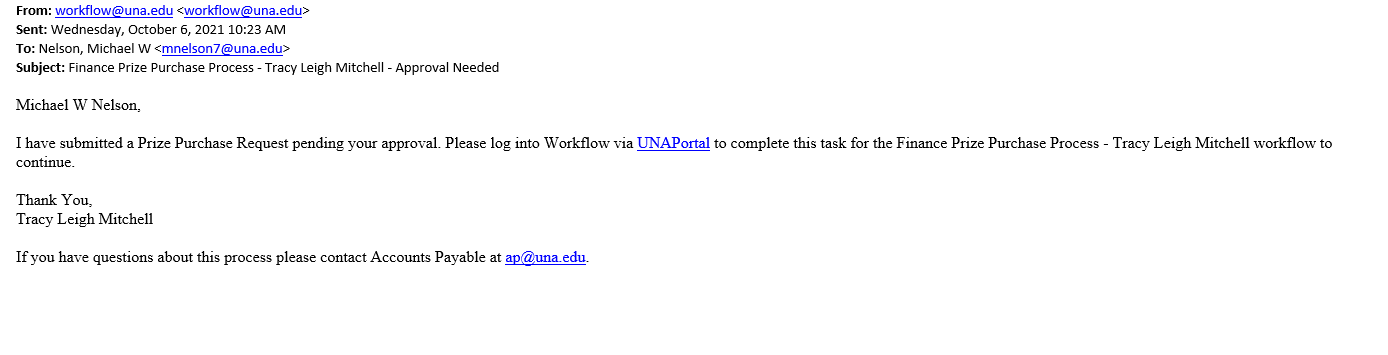 From: workflow@una.edu <workflow@una.edu>
Sent: Wednesday, October 6, 2021 10:23 AM
To: Nelson, Michael W <mnelson7@una.edu>
Subject: Finance Prize Purchase Process - Tracy Leigh Mitchell - Approval Needed
Michael W Nelson,
I have submitted a Prize Purchase Request pending your approval. Please log into Workflow via UNAPortal to complete this task for the Finance Prize Purchase Process - Tracy Leigh Mitchell workflow to
continue.
Thank You,
Tracy Leigh Mitchell
If you have questions about this process please contact Accounts Payable at ap@una.edu.